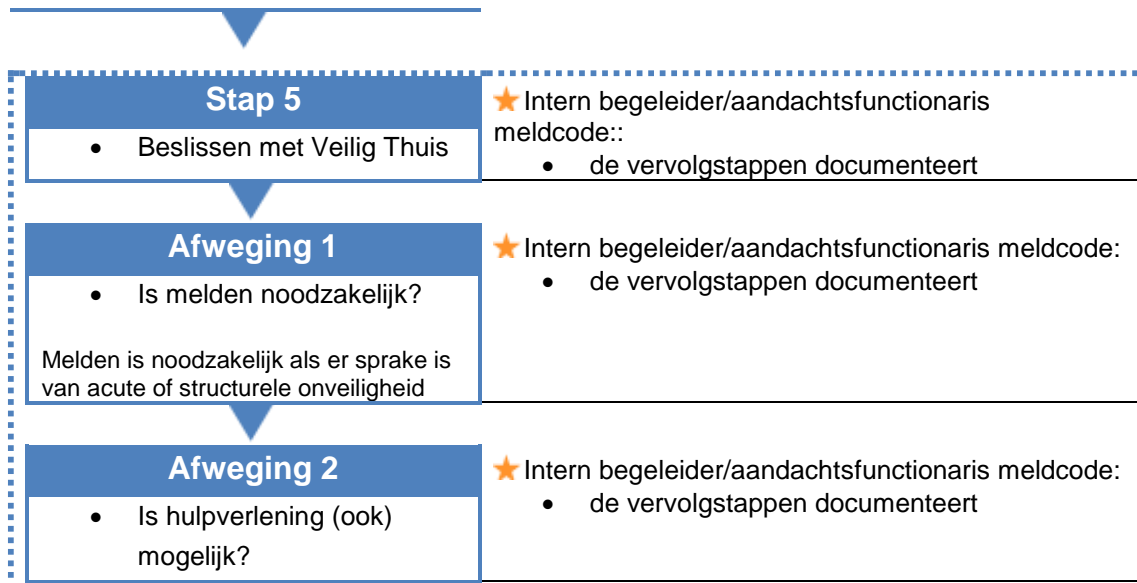 Stap 5
• Beslissen met Veilig Thuis
Intern begeleider/aandachtsfunctionaris
meldcode::
• de vervolgstappen documenteert
Afweging 1
• Is melden noodzakelijk?
Melden is noodzakelijk als er sprake is
van acute of structurele onveiligheid
Intern begeleider/aandachtsfunctionaris meldcode:
• de vervolgstappen documenteert
Afweging 2
• Is hulpverlening (ook)
mogelijk?
Intern begeleider/aandachtsfunctionaris meldcode:
• de vervolgstappen documenteert